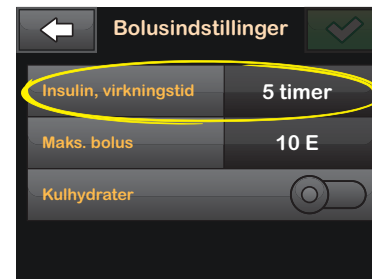 Bolusindstillinger
Insulin, virkningstid 5 timer
Maks. bolus 10 E
Kulhydrater